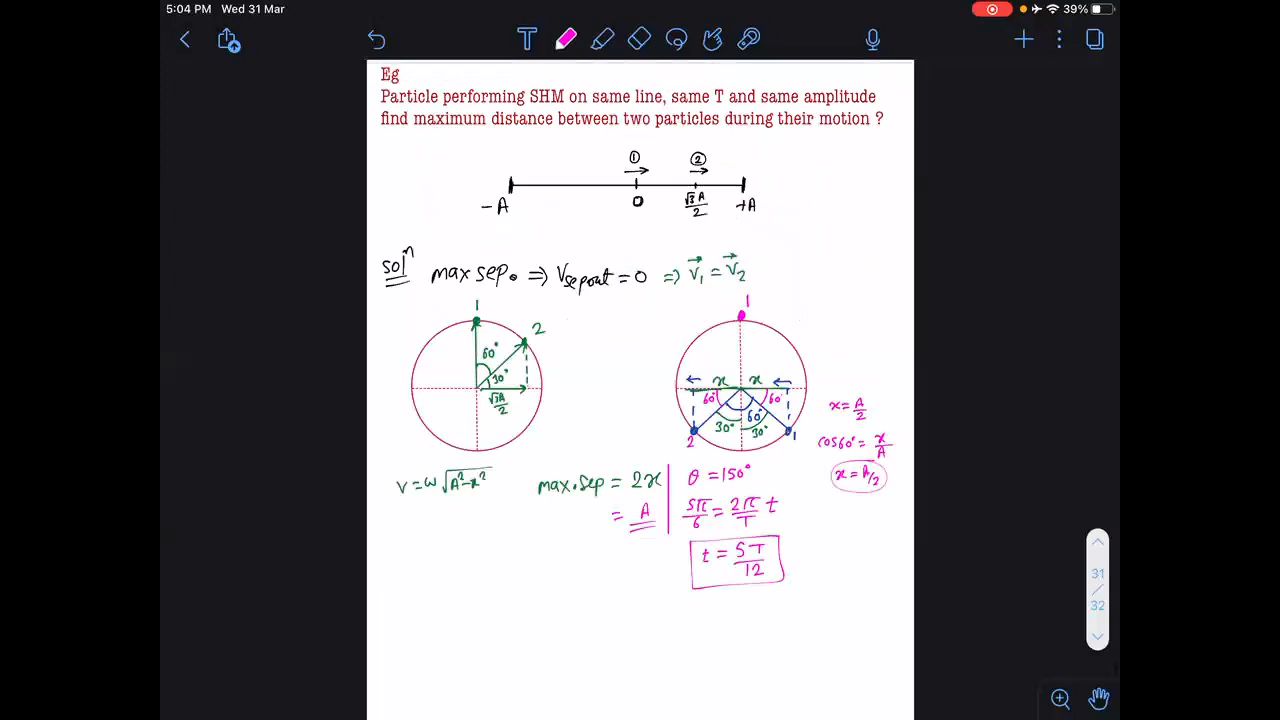 5:04 PM Wed 31 Mar
39%
Eg
Particle performing SHM on same line, same T and same amplitude
find maximum distance between two particles during their motion ?
① ②
-A O √3A/2 +A
Solⁿ max sep. ⇒ Vsepart = 0 ⇒ v⃗₁ = v⃗₂
1
2
60°
30°
√3A/2
1
x x
60° 60°
60°
30° 30°
2 1
x = A/2
cos60° = x/A
x = A/2
v = ω√(A²-x²)
max. sep = 2x
= A
θ = 150°
5π/6 = 2π/T t
t = 5T/12
31
/
32